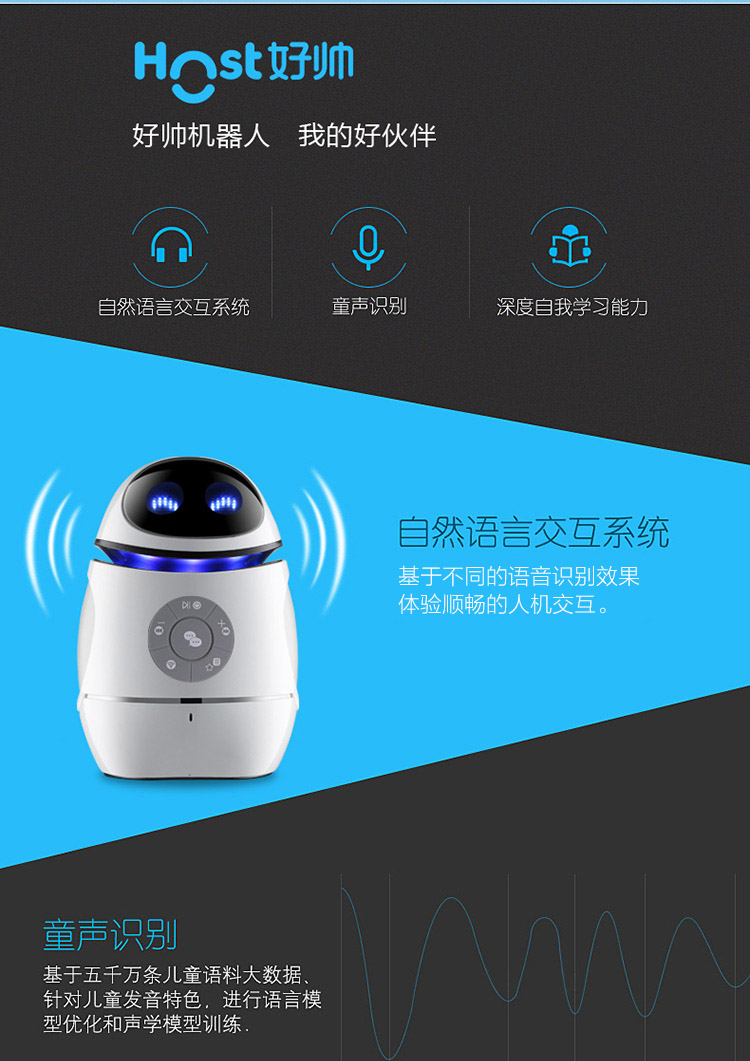 Host好帅
好帅机器人 我的好伙伴
自然语言交互系统
童声识别
深度自我学习能力
自然语言交互系统
基于不同的语音识别效果
体验顺畅的人机交互。
童声识别
基于五千万条儿童语料大数据、
针对儿童发音特色，进行语言模
型优化和声学模型训练.